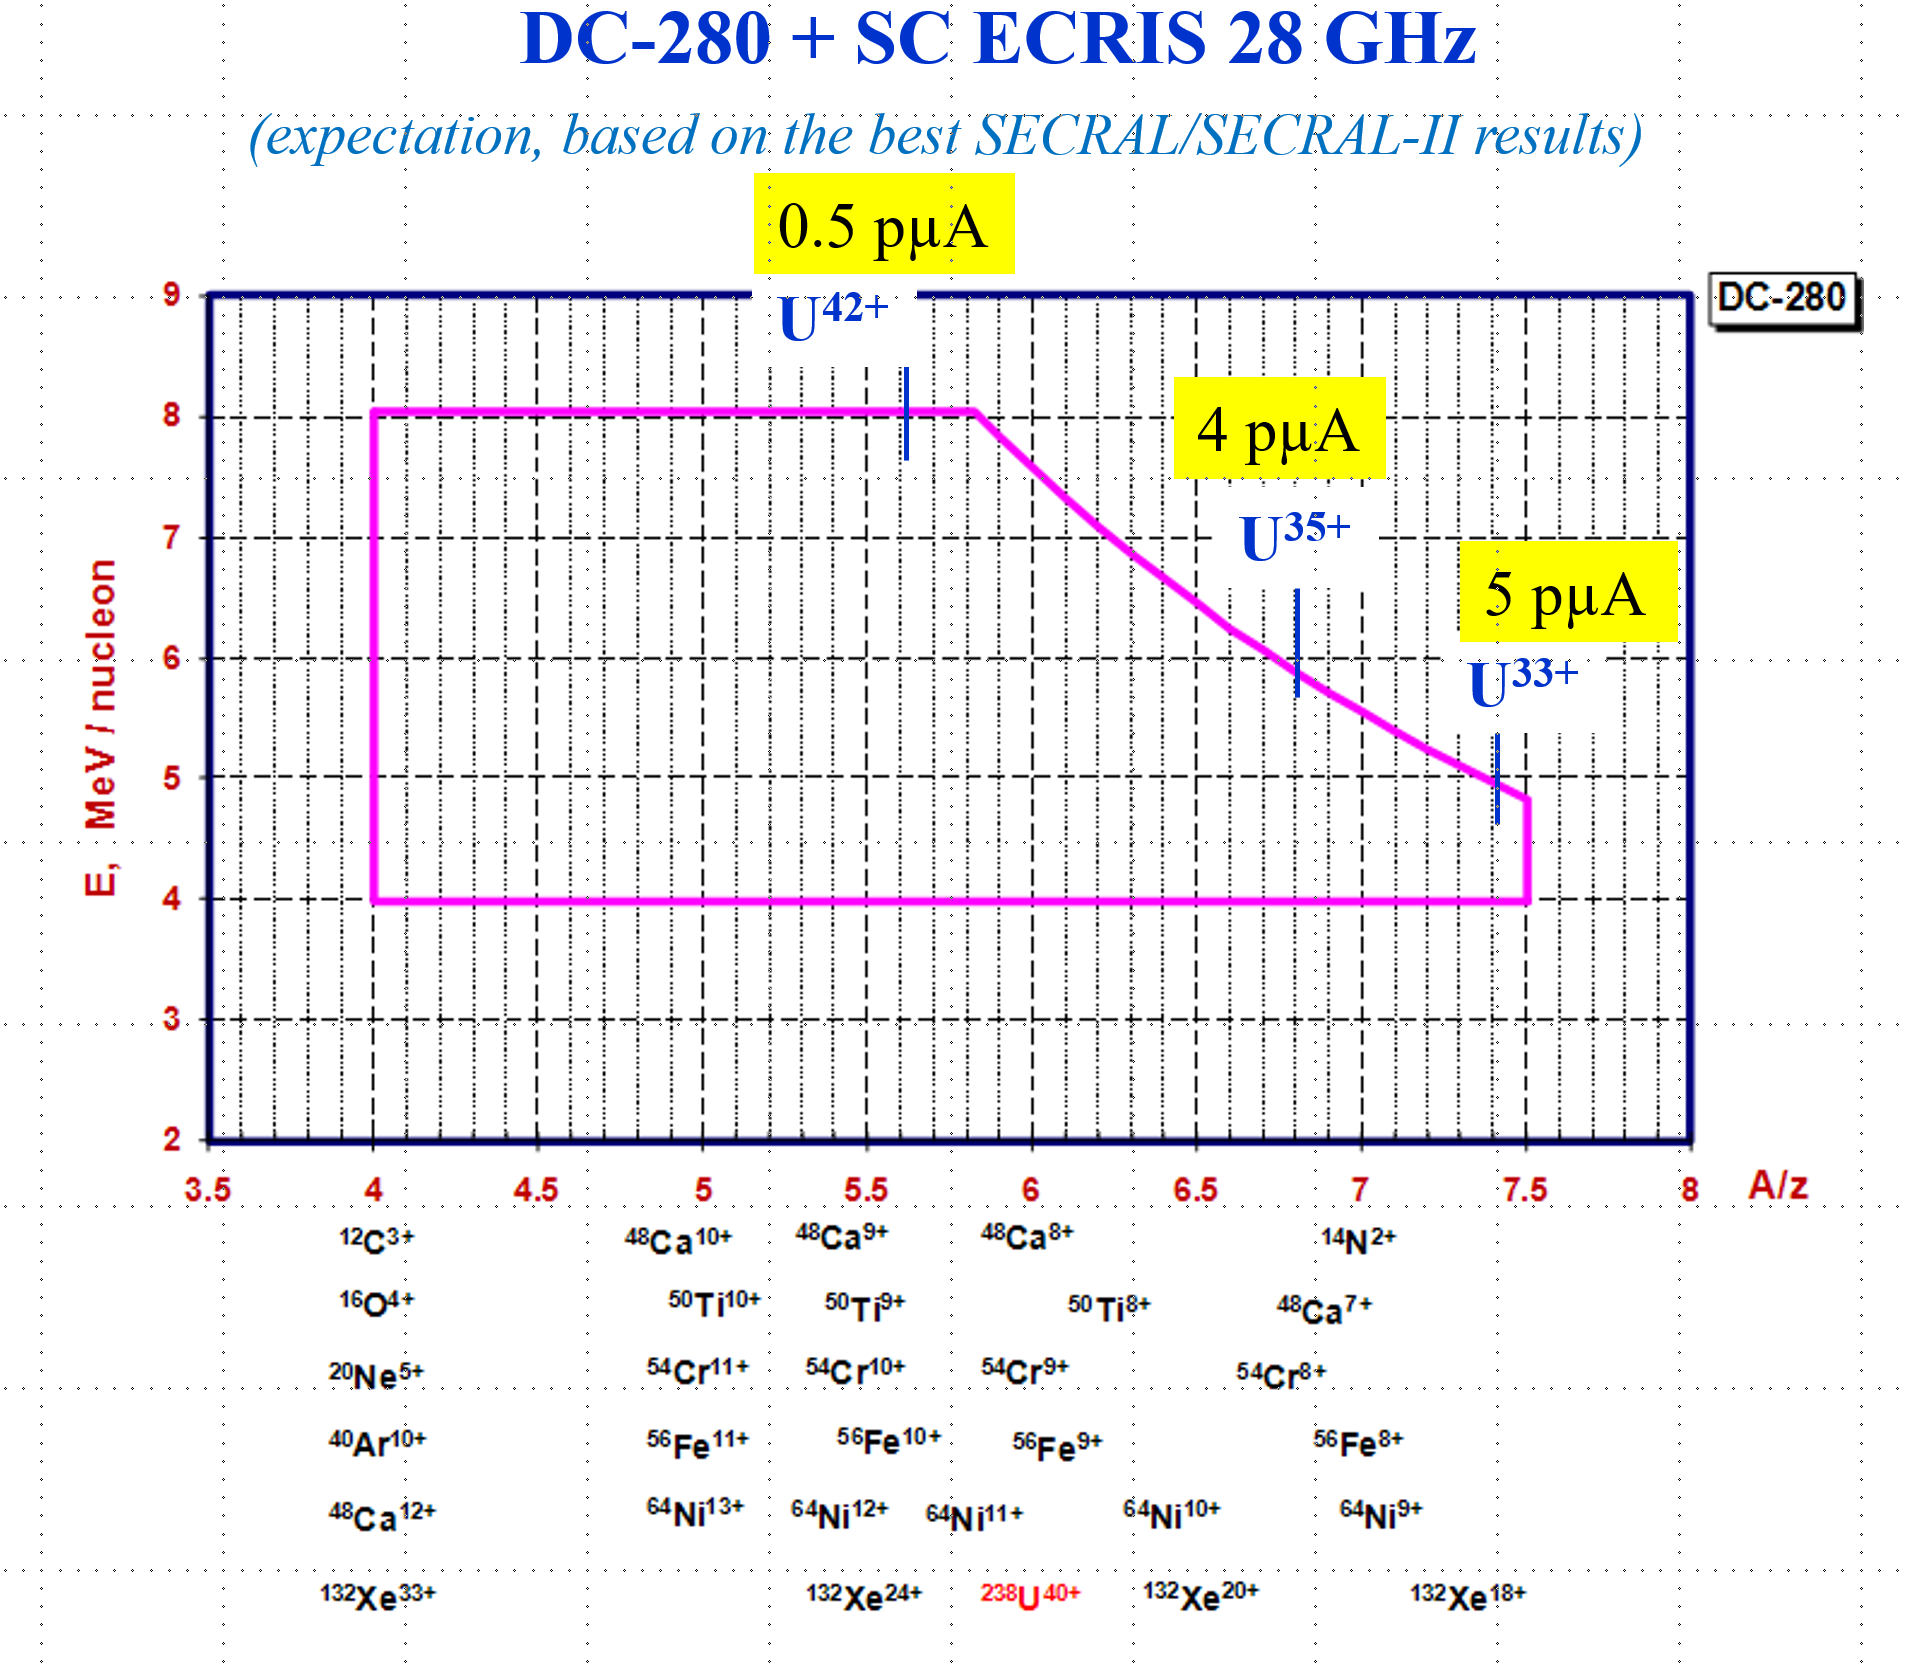 DC-280 + SC ECRIS 28 GHz
(expectation, based on the best SECRAL/SECRAL-II results)
0.5 pμA
U⁴²⁺
DC-280
4 pμA
U³⁵⁺
5 pμA
U³³⁺
E, MeV / nucleon
9
8
7
6
5
4
3
2
3.5 4 4.5 5 5.5 6 6.5 7 7.5 8 A/z
¹²C³⁺ ⁴⁸Ca¹⁰⁺ ⁴⁸Ca⁹⁺ ⁴⁸Ca⁸⁺ ¹⁴N²⁺
¹⁶O⁴⁺ ⁵⁰Ti¹⁰⁺ ⁵⁰Ti⁹⁺ ⁵⁰Ti⁸⁺ ⁴⁸Ca⁷⁺
²⁰Ne⁵⁺ ⁵⁴Cr¹¹⁺ ⁵⁴Cr¹⁰⁺ ⁵⁴Cr⁹⁺ ⁵⁴Cr⁸⁺
⁴⁰Ar¹⁰⁺ ⁵⁶Fe¹¹⁺ ⁵⁶Fe¹⁰⁺ ⁵⁶Fe⁹⁺ ⁵⁶Fe⁸⁺
⁴⁸Ca¹²⁺ ⁶⁴Ni¹³⁺ ⁶⁴Ni¹²⁺ ⁶⁴Ni¹¹⁺ ⁶⁴Ni¹⁰⁺ ⁶⁴Ni⁹⁺
¹³²Xe³³⁺ ¹³²Xe²⁴⁺ ²³⁸U⁴⁰⁺ ¹³²Xe²⁰⁺ ¹³²Xe¹⁸⁺